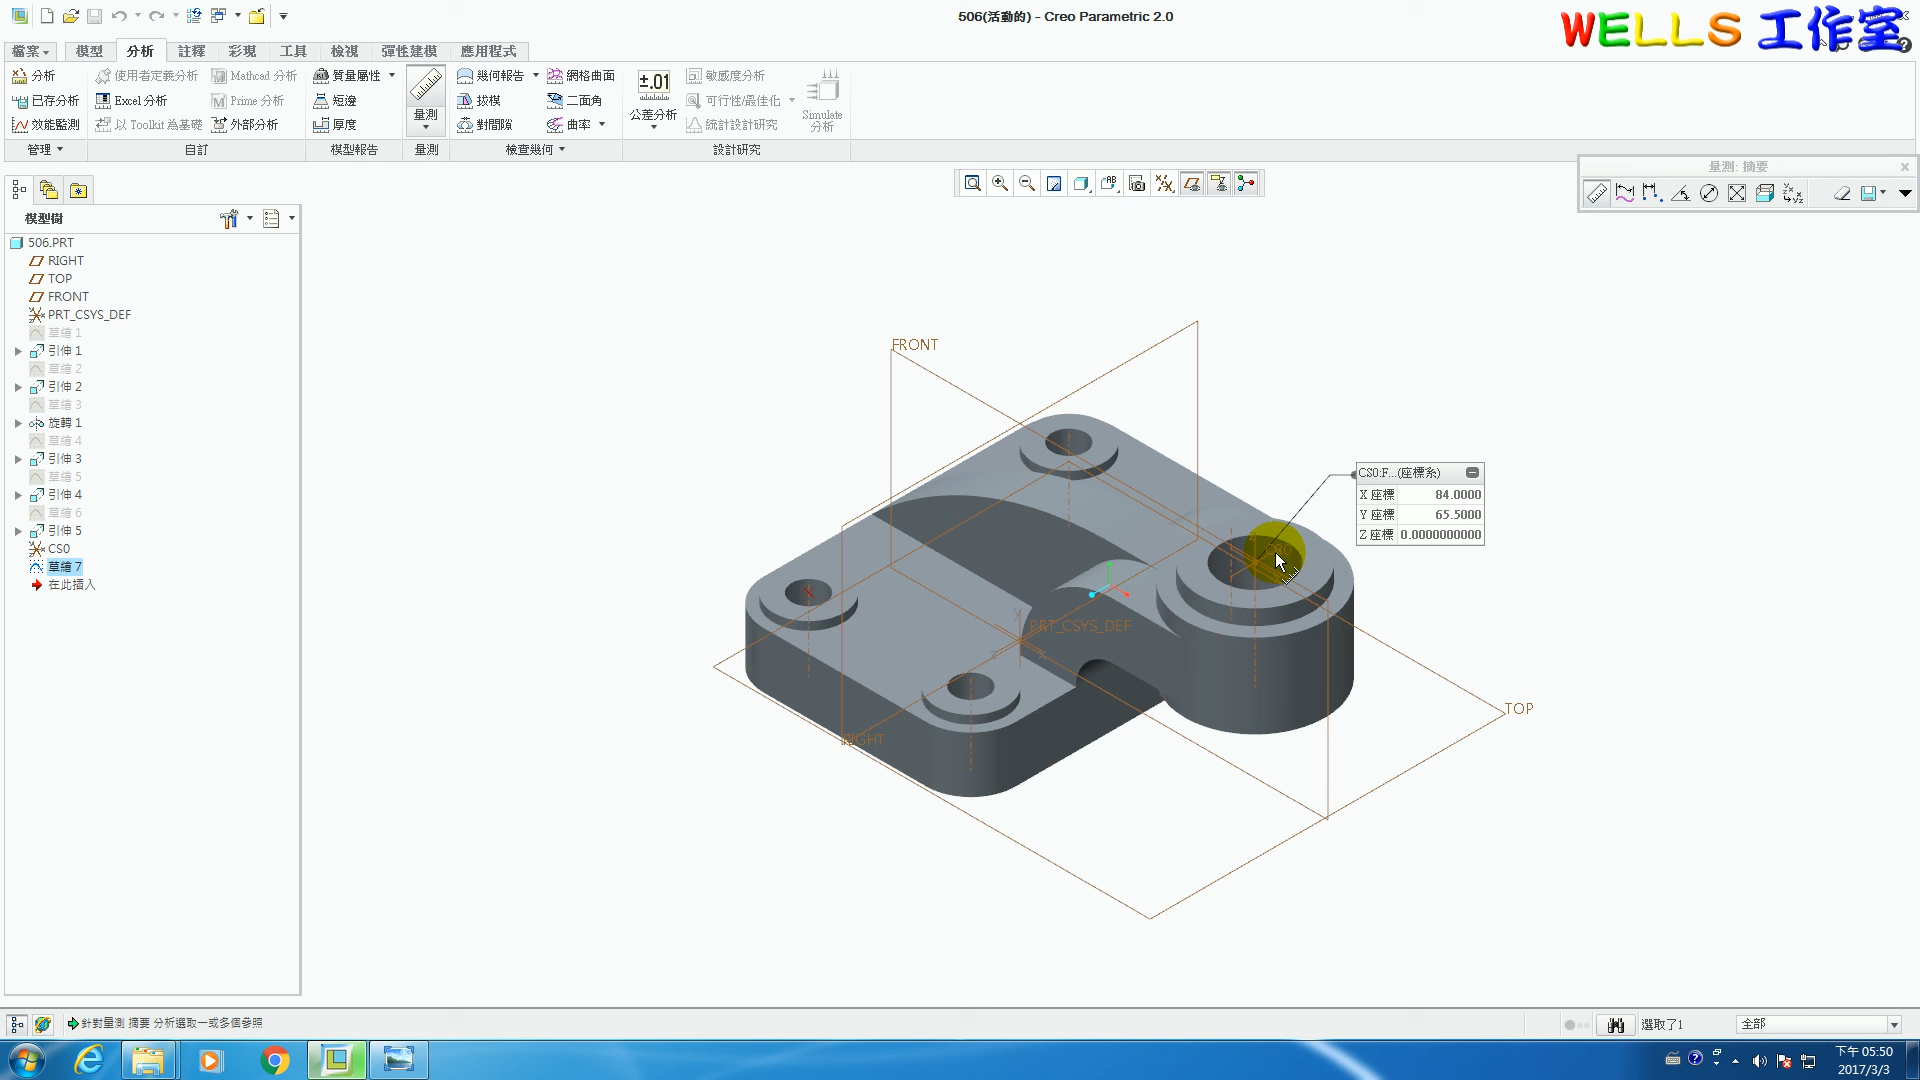 506(活動的) - Creo Parametric 2.0
WELLS 工作室
檔案 模型 分析 註釋 彩現 工具 檢視 彈性建模 應用程式
分析 使用者定義分析 Mathcad 分析 質量屬性 幾何報告 網格曲面 敏感度分析
已存分析 Excel 分析 Prime 分析 短邊 拔模 二面角 可行性/最佳化
效能監測 以 Toolkit 為基礎 外部分析 厚度 對間隙 曲率 統計設計研究
量測
±.01
公差分析
Simulate
分析
管理 自訂 模型報告 量測 檢查幾何 設計研究
量測: 摘要
模型樹
506.PRT
RIGHT
TOP
FRONT
PRT_CSYS_DEF
草繪 1
引伸 1
草繪 2
引伸 2
草繪 3
旋轉 1
草繪 4
引伸 3
草繪 5
引伸 4
草繪 6
引伸 5
CS0
草繪 7
在此插入
FRONT
CS0:F...(座標系)
X 座標 84.0000
Y 座標 65.5000
Z 座標 0.0000000000
CS0
PRT_CSYS_DEF
Y
Z
X
TOP
RIGHT
針對量測 摘要 分析選取一或多個參照
選取了1
全部
下午 05:50
2017/3/3